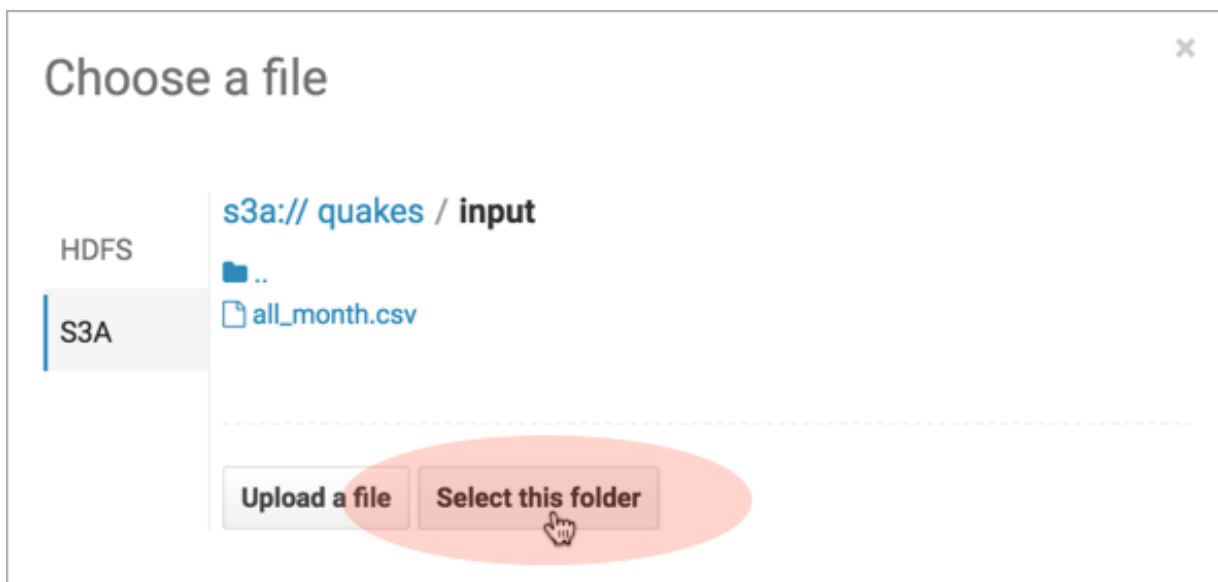 Choose a file
×
s3a:// quakes / input
HDFS
..
all_month.csv
S3A
Upload a file
Select this folder